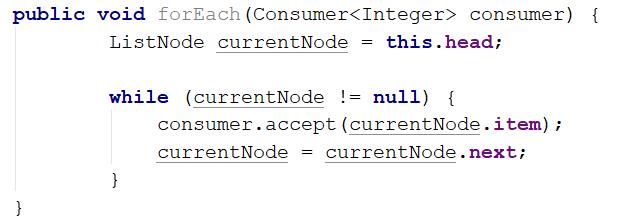 public void forEach(Consumer<Integer> consumer) {
        ListNode currentNode = this.head;

        while (currentNode != null) {
            consumer.accept(currentNode.item);
            currentNode = currentNode.next;
        }
}